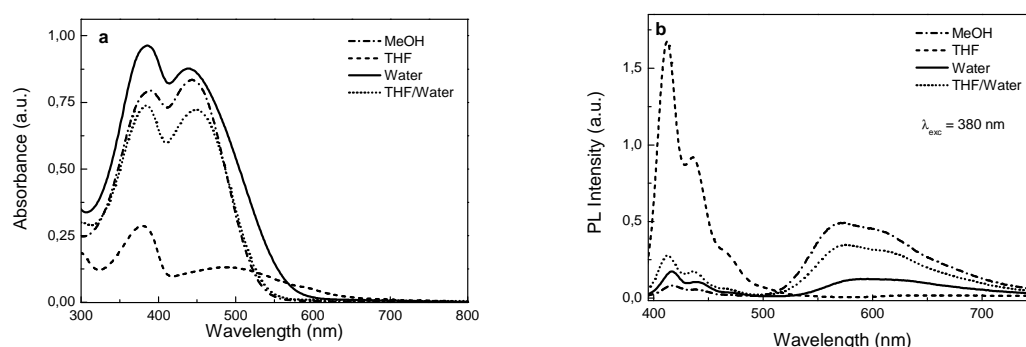 a
1,00
0,75
0,50
0,25
0,00
Absorbance (a.u.)
MeOH
THF
Water
THF/Water
300 400 500 600 700 800
Wavelength (nm)
b
1,5
1,0
0,5
0,0
PL Intensity (a.u.)
MeOH
THF
Water
THF/Water
λexc = 380 nm
400 500 600 700
Wavelength (nm)